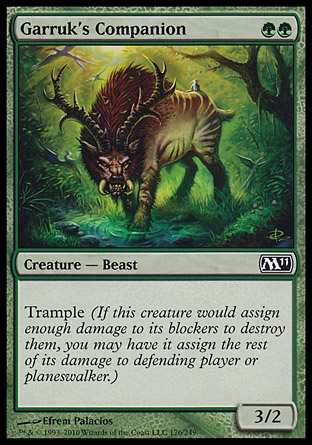 Garruk's Companion
Creature — Beast
M11
Trample (If this creature would assign
enough damage to its blockers to destroy
them, you may have it assign the rest
of its damage to defending player or
planeswalker.)
Efrem Palacios
™ & © 1993–2010 Wizards of the Coast LLC 176/249
3/2